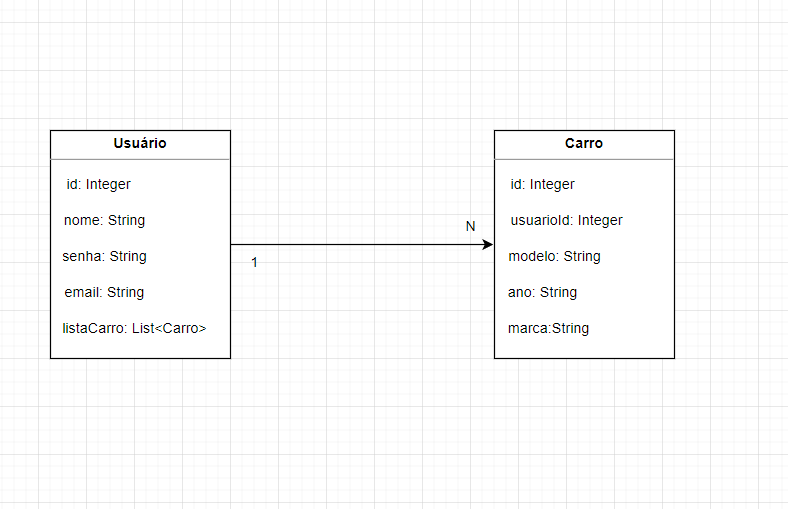 Usuário
id: Integer
nome: String
senha: String
email: String
listaCarro: List<Carro>
1
N
Carro
id: Integer
usuarioId: Integer
modelo: String
ano: String
marca:String